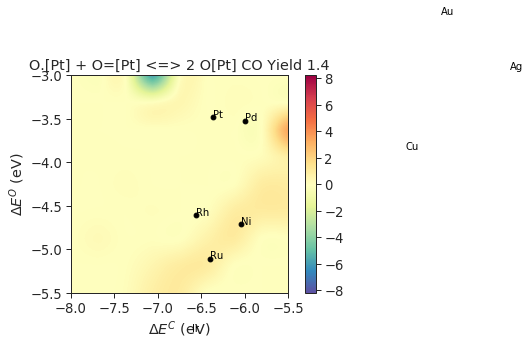 Au
Ag
Cu
O.[Pt] + O=[Pt] <=> 2 O[Pt] CO Yield 1.4
−3.0
−3.5
−4.0
−4.5
−5.0
−5.5
ΔE^O (eV)
Pt
Pd
Rh
Ni
Ru
−8.0 −7.5 −7.0 −6.5 −6.0 −5.5
ΔE^C (eV)
Ir
8
6
4
2
0
−2
−4
−6
−8